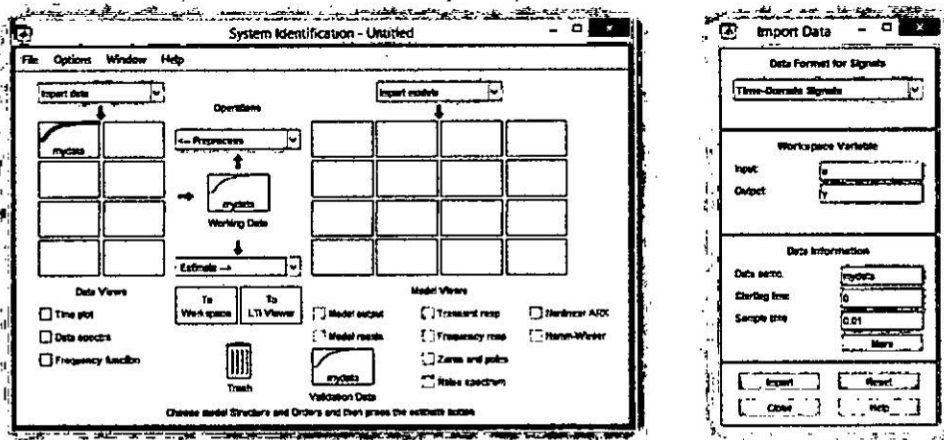 System Identification - Untitled
File Options Window Help
Import data
Import models
Operations
<-- Preprocess
mydata
mydata
Working Data
Estimate -->
Data Views
Model Views
To
Workspace
To
LTI Viewer
Time plot
Data spectra
Frequency function
Model output
Transient resp
Nonlinear ARX
Model resids
Frequency resp
Hamm-Wiener
Zeros and poles
Noise spectrum
Trash
mydata
Validation Data
Choose model Structure and Orders and then press the estimate button
Import Data
Data Format for Signals
Time-Domain Signals
Workspace Variable
Input:
u
Output:
y
Data Information
Data name:
mydata
Starting time
0
Sample time
0.01
More
Import
Reset
Close
Help